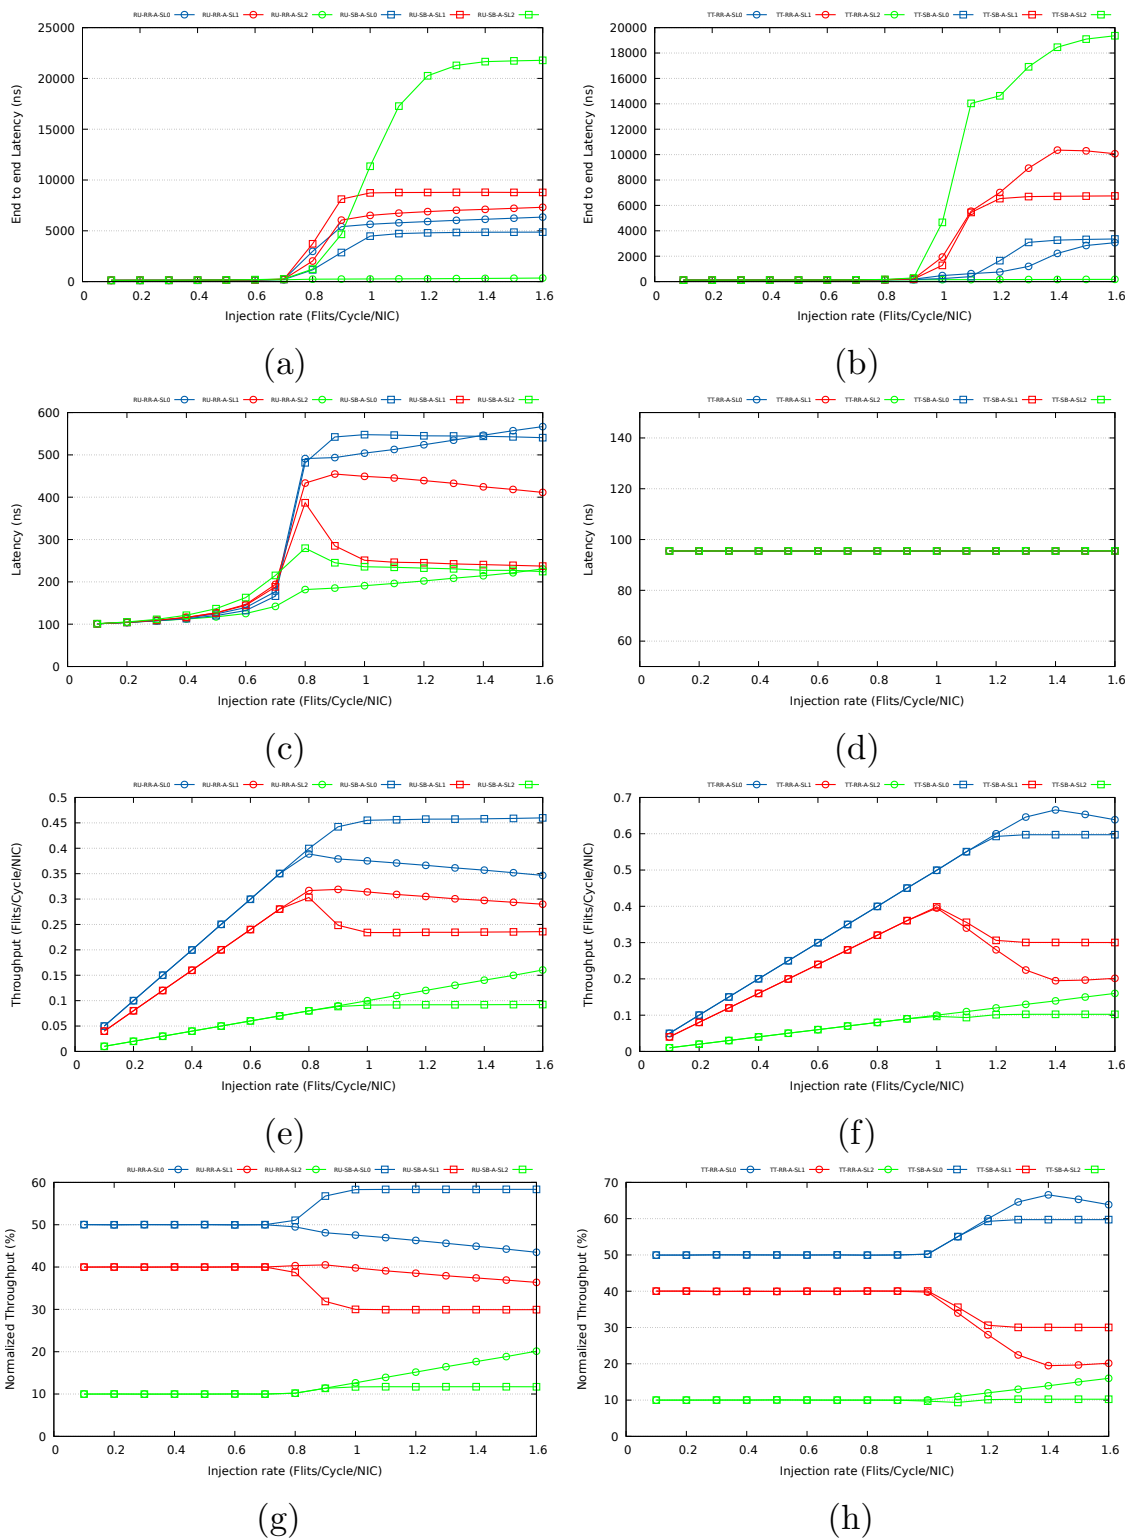 RU-RR-A-SL0 RU-RR-A-SL1 RU-RR-A-SL2 RU-SB-A-SL0 RU-SB-A-SL1 RU-SB-A-SL2
25000
20000
15000
10000
5000
0
End to end Latency (ns)
0 0.2 0.4 0.6 0.8 1 1.2 1.4 1.6
Injection rate (Flits/Cycle/NIC)
(a)
TT-RR-A-SL0 TT-RR-A-SL1 TT-RR-A-SL2 TT-SB-A-SL0 TT-SB-A-SL1 TT-SB-A-SL2
20000
18000
16000
14000
12000
10000
8000
6000
4000
2000
0
End to end Latency (ns)
0 0.2 0.4 0.6 0.8 1 1.2 1.4 1.6
Injection rate (Flits/Cycle/NIC)
(b)
RU-RR-A-SL0 RU-RR-A-SL1 RU-RR-A-SL2 RU-SB-A-SL0 RU-SB-A-SL1 RU-SB-A-SL2
600
500
400
300
200
100
0
Latency (ns)
0 0.2 0.4 0.6 0.8 1 1.2 1.4 1.6
Injection rate (Flits/Cycle/NIC)
(c)
TT-RR-A-SL0 TT-RR-A-SL1 TT-RR-A-SL2 TT-SB-A-SL0 TT-SB-A-SL1 TT-SB-A-SL2
140
120
100
80
60
Latency (ns)
0 0.2 0.4 0.6 0.8 1 1.2 1.4 1.6
Injection rate (Flits/Cycle/NIC)
(d)
RU-RR-A-SL0 RU-RR-A-SL1 RU-RR-A-SL2 RU-SB-A-SL0 RU-SB-A-SL1 RU-SB-A-SL2
0.5
0.45
0.4
0.35
0.3
0.25
0.2
0.15
0.1
0.05
0
Throughput (Flits/Cycle/NIC)
0 0.2 0.4 0.6 0.8 1 1.2 1.4 1.6
Injection rate (Flits/Cycle/NIC)
(e)
TT-RR-A-SL0 TT-RR-A-SL1 TT-RR-A-SL2 TT-SB-A-SL0 TT-SB-A-SL1 TT-SB-A-SL2
0.7
0.6
0.5
0.4
0.3
0.2
0.1
0
Throughput (Flits/Cycle/NIC)
0 0.2 0.4 0.6 0.8 1 1.2 1.4 1.6
Injection rate (Flits/Cycle/NIC)
(f)
RU-RR-A-SL0 RU-RR-A-SL1 RU-RR-A-SL2 RU-SB-A-SL0 RU-SB-A-SL1 RU-SB-A-SL2
60
50
40
30
20
10
0
Normalized Throughput (%)
0 0.2 0.4 0.6 0.8 1 1.2 1.4 1.6
Injection rate (Flits/Cycle/NIC)
(g)
TT-RR-A-SL0 TT-RR-A-SL1 TT-RR-A-SL2 TT-SB-A-SL0 TT-SB-A-SL1 TT-SB-A-SL2
70
60
50
40
30
20
10
0
Normalized Throughput (%)
0 0.2 0.4 0.6 0.8 1 1.2 1.4 1.6
Injection rate (Flits/Cycle/NIC)
(h)